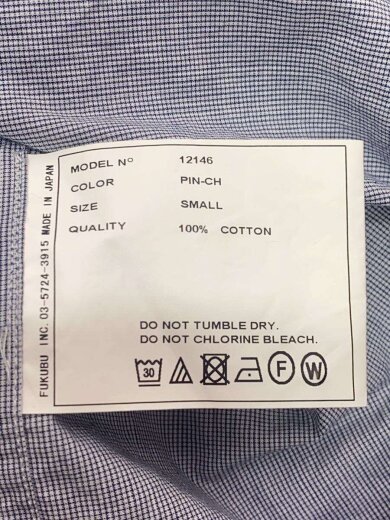 MODEL Nº 12146
COLOR PIN-CH
SIZE SMALL
QUALITY 100% COTTON
DO NOT TUMBLE DRY.
DO NOT CHLORINE BLEACH.
30 F W
FUKUBU INC. 03-5724-3915 MADE IN JAPAN